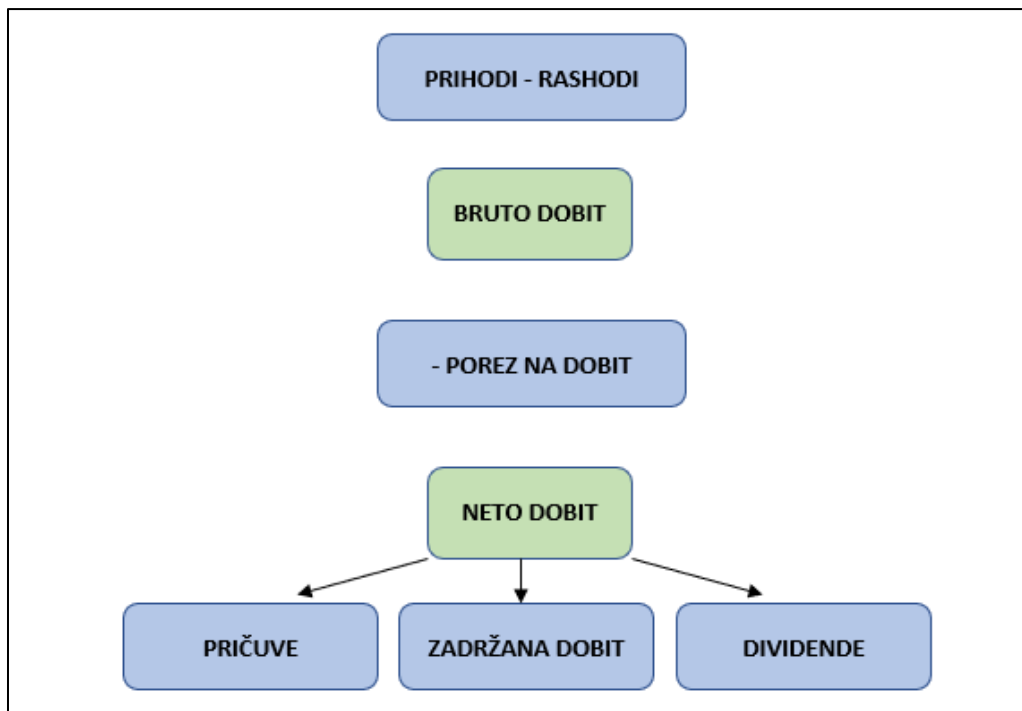 PRIHODI - RASHODI
BRUTO DOBIT
- POREZ NA DOBIT
NETO DOBIT
PRIČUVE
ZADRŽANA DOBIT
DIVIDENDE